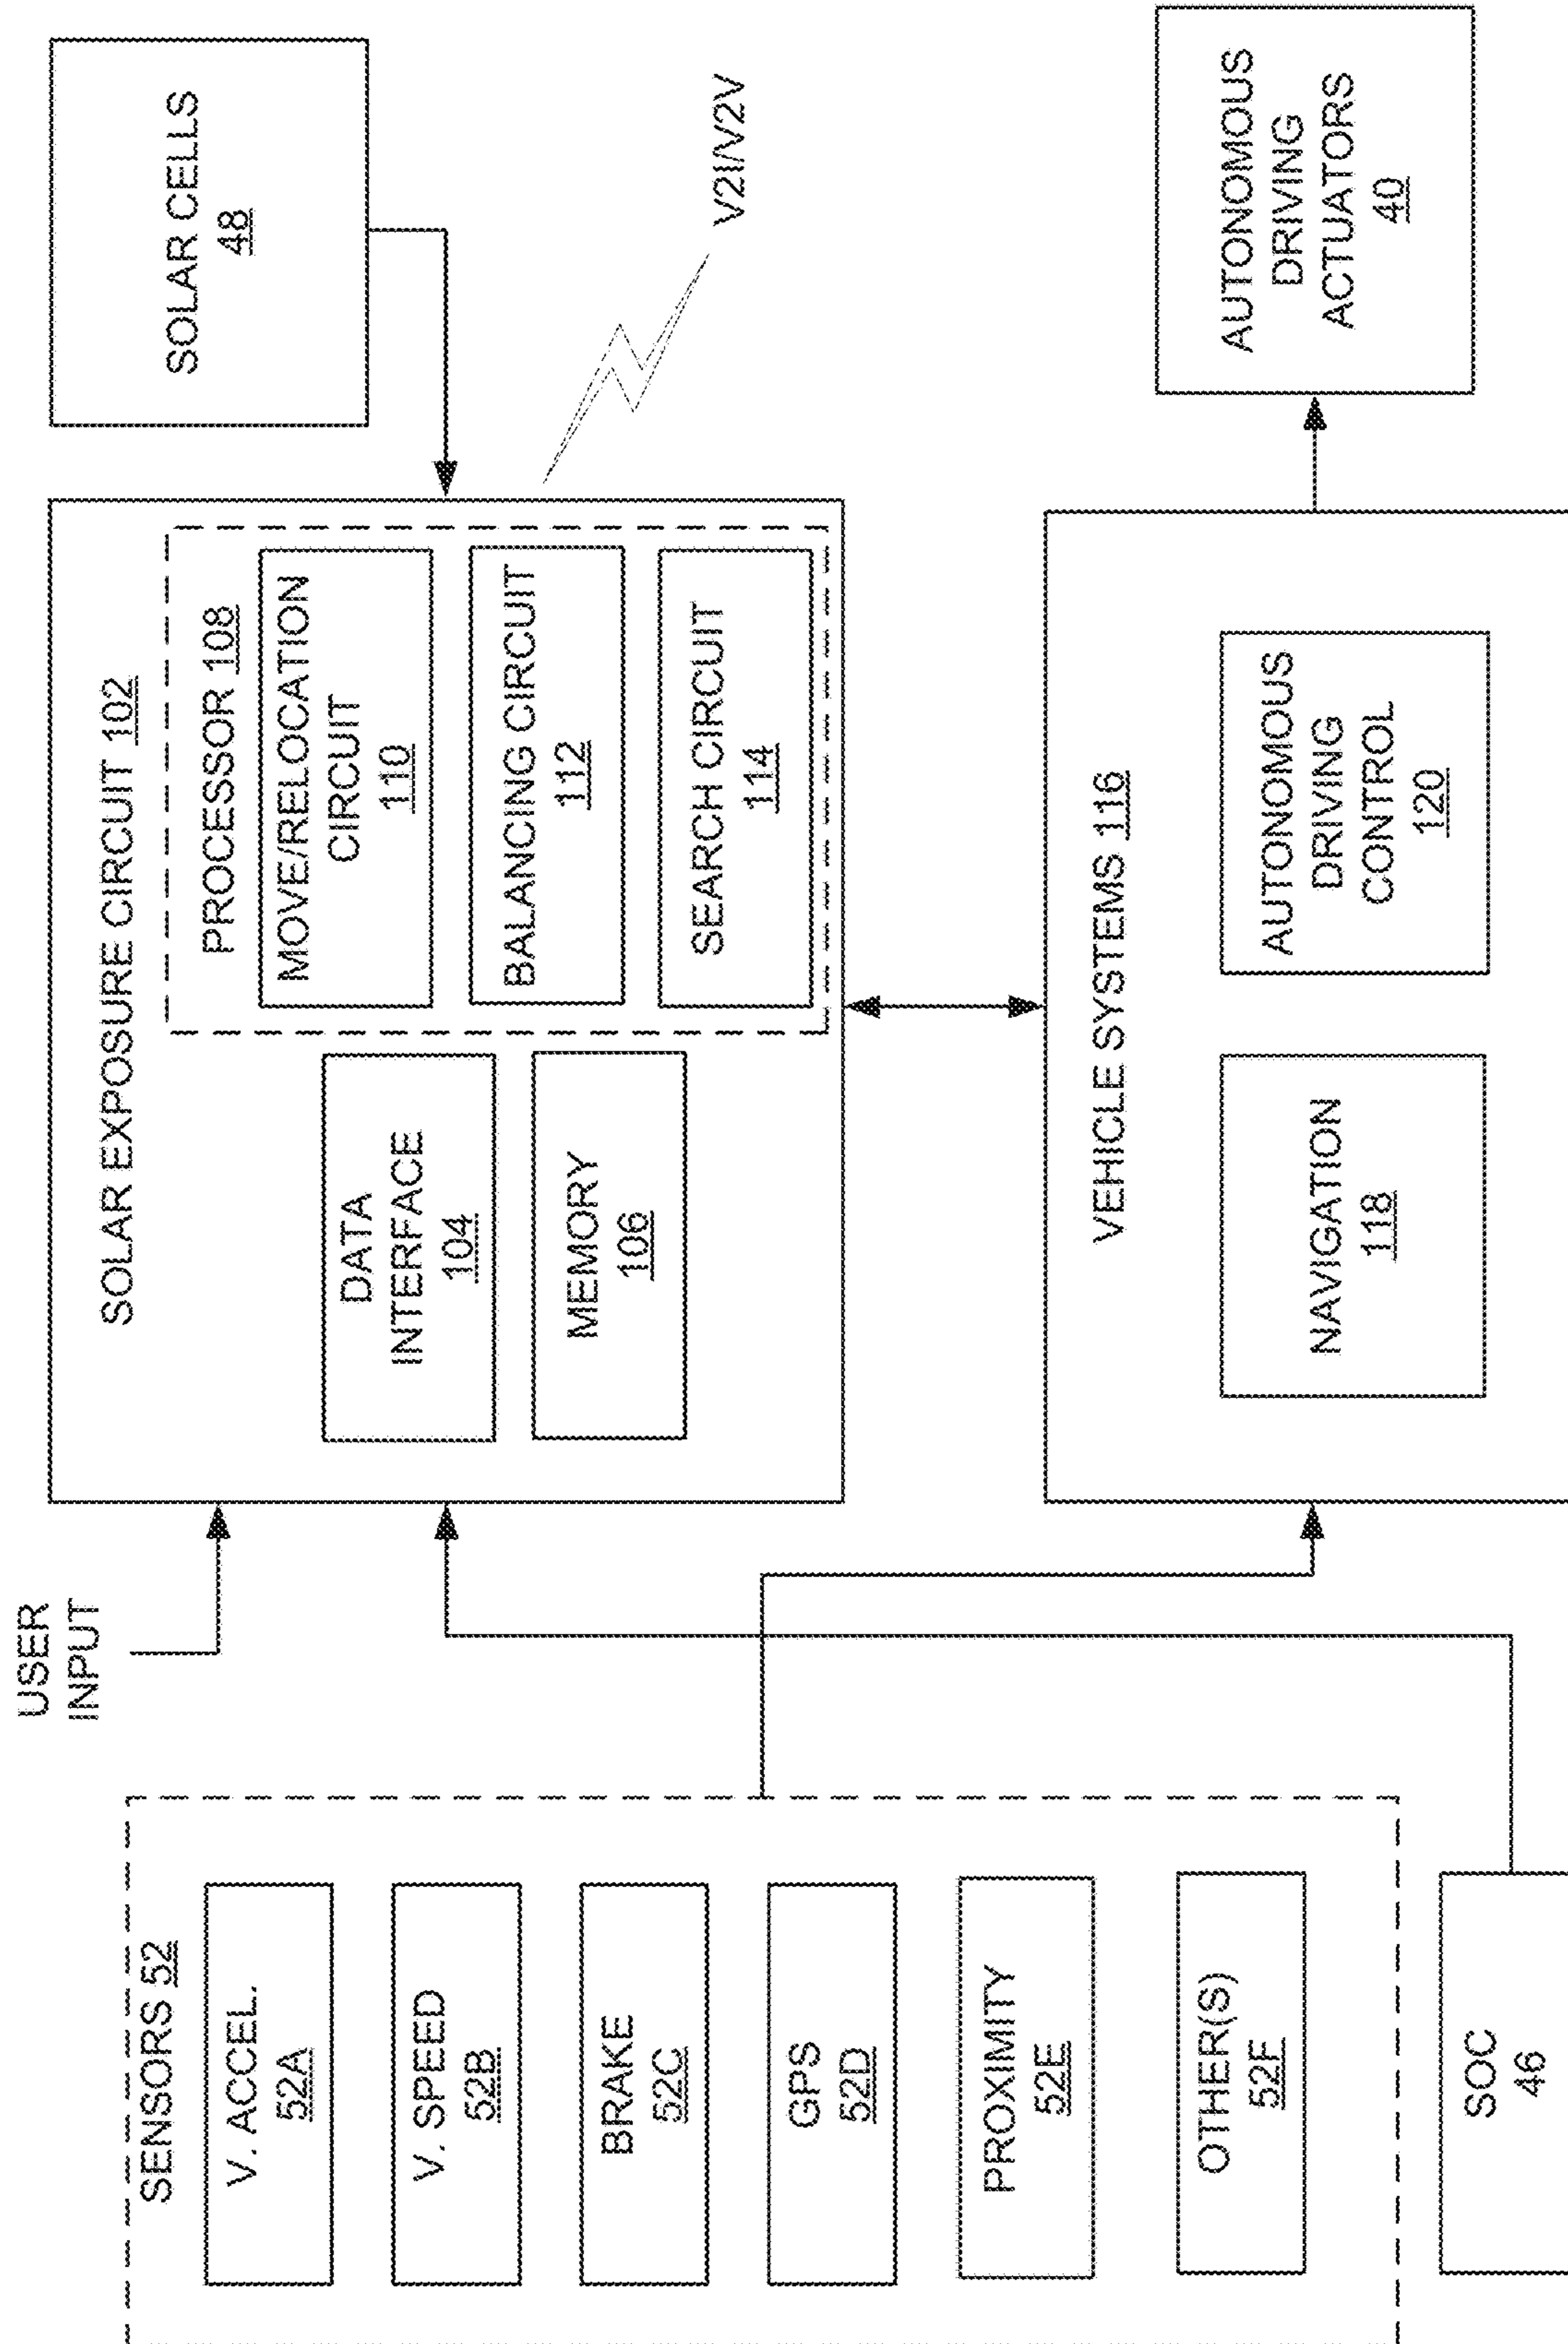 USER
INPUT
SENSORS 52
V. ACCEL.
52A
V. SPEED
52B
BRAKE
52C
GPS
52D
PROXIMITY
52E
OTHER(S)
52F
SOC
46
SOLAR EXPOSURE CIRCUIT 102
DATA
INTERFACE
104
MEMORY
106
PROCESSOR 108
MOVE/RELOCATION
CIRCUIT
110
BALANCING CIRCUIT
112
SEARCH CIRCUIT
114
SOLAR CELLS
48
V2I/V2V
VEHICLE SYSTEMS 116
NAVIGATION
118
AUTONOMOUS
DRIVING
CONTROL
120
AUTONOMOUS
DRIVING
ACTUATORS
40